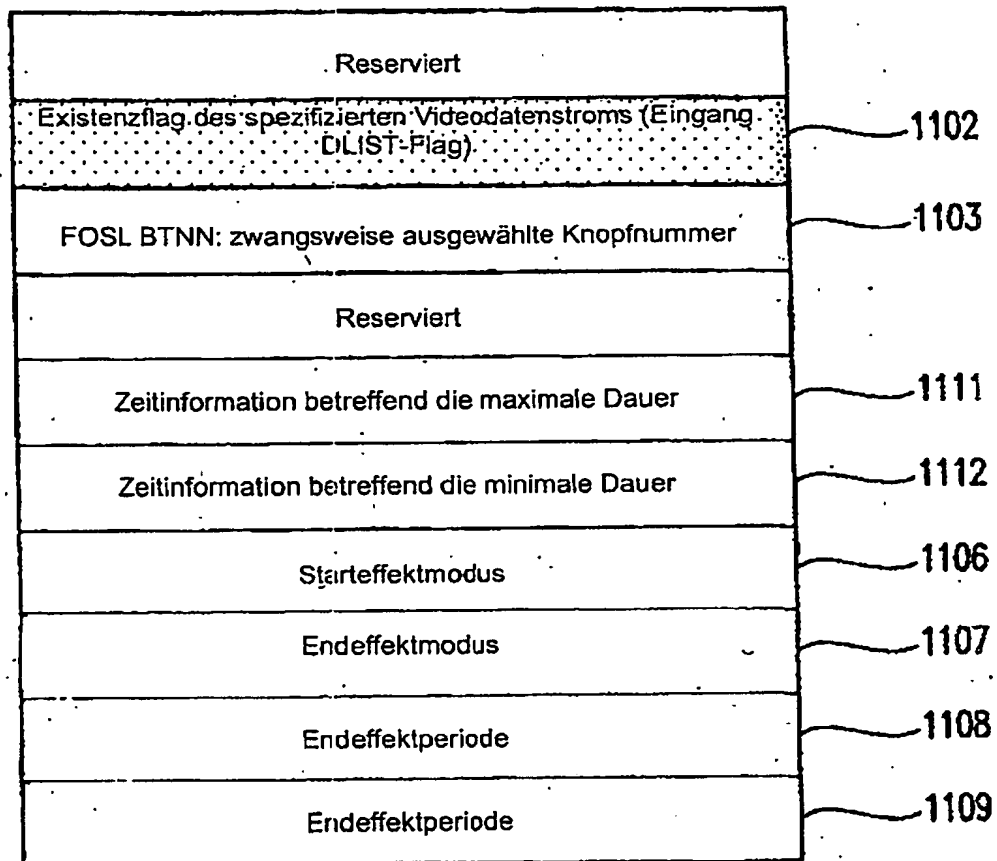 Reserviert
Existenzflag des spezifizierten Videodatenstroms (Eingang
DLIST-Flag)
1102
FOSL BTNN: zwangsweise ausgewählte Knopfnummer
1103
Reserviert
Zeitinformation betreffend die maximale Dauer
1111
Zeitinformation betreffend die minimale Dauer
1112
Starteffektmodus
1106
Endeffektmodus
1107
Endeffektperiode
1108
Endeffektperiode
1109